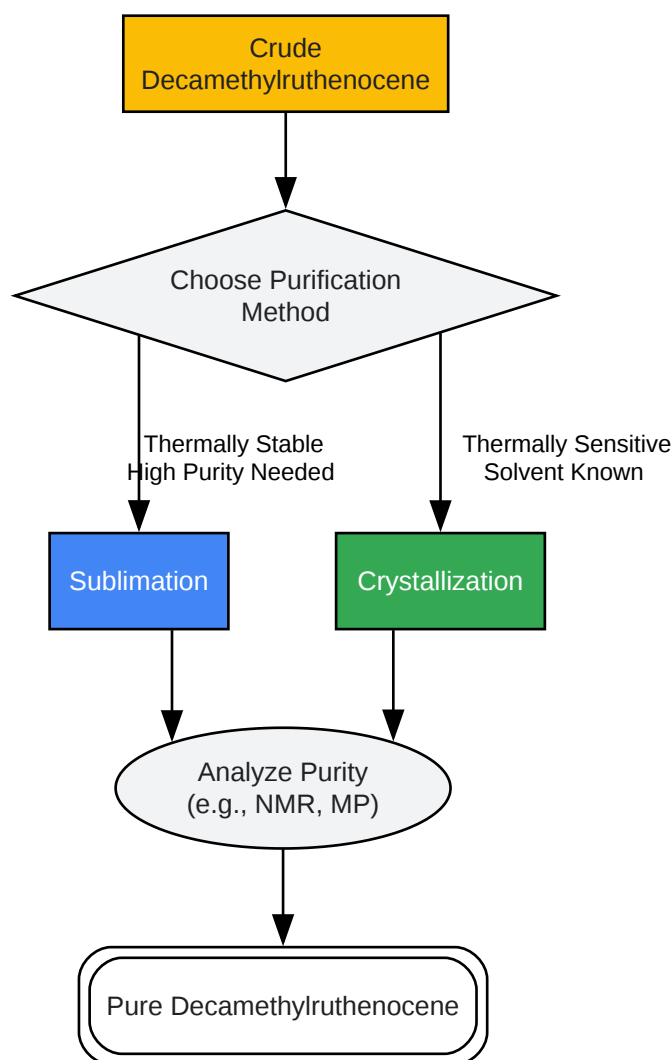 Crude
Decamethylruthenocene
Choose Purification
Method
Thermally Stable
High Purity Needed
Thermally Sensitive
Solvent Known
Sublimation
Crystallization
Analyze Purity
(e.g., NMR, MP)
Pure Decamethylruthenocene